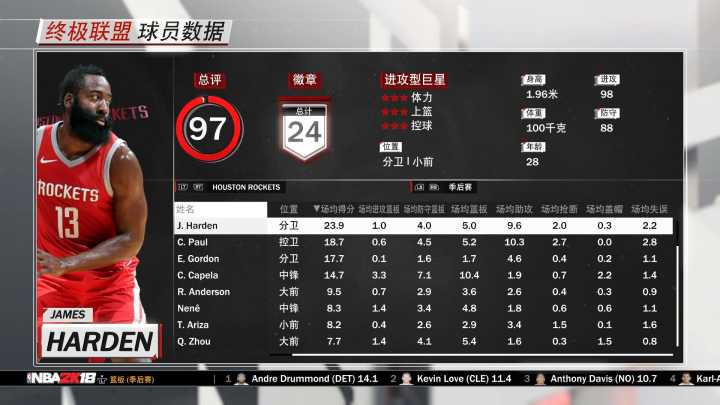 终极联盟 球员数据
总评
97
徽章
总计
24
进攻型巨星
★★★ 体力
★★★ 上篮
★★★ 控球
位置
分卫 | 小前
身高
1.96米
体重
100千克
年龄
28
进攻
98
防守
88
ROCKETS
ROCKETS
13
JAMES
HARDEN
LT RT HOUSTON ROCKETS
LB RB 季后赛
姓名 位置 ▼场均得分 场均进攻篮板 场均防守篮板 场均篮板 场均助攻 场均抢断 场均盖帽 场均失误
J. Harden 分卫 23.9 1.0 4.0 5.0 9.6 2.0 0.3 2.2
C. Paul 控卫 18.7 0.6 4.5 5.2 10.3 2.7 0.0 2.8
E. Gordon 分卫 17.7 0.1 1.6 1.7 4.6 0.4 0.2 1.1
C. Capela 中锋 14.7 3.3 7.1 10.4 1.9 0.7 2.2 1.4
R. Anderson 大前 9.5 0.7 2.9 3.6 2.6 0.4 0.3 0.9
Nenê 中锋 8.3 1.4 3.4 4.8 1.8 0.6 0.6 1.1
T. Ariza 小前 8.2 0.4 2.6 2.9 3.4 1.5 0.1 1.6
Q. Zhou 大前 7.7 1.4 4.1 5.4 1.6 0.3 1.5 0.8
NBA2K18 篮板 (季后赛) 1 Andre Drummond (DET) 14.1 2 Kevin Love (CLE) 11.4 3 Anthony Davis (NO) 10.7 4 Karl-A